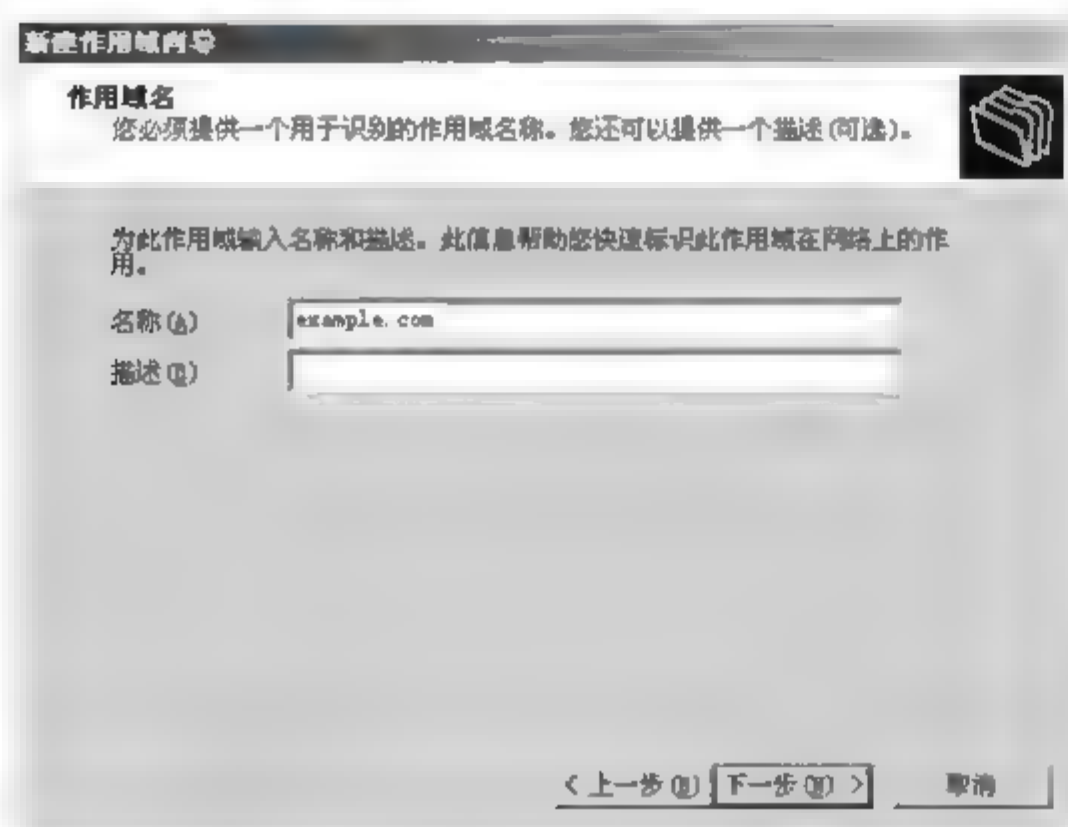 新建作用域向导
作用域名
您必须提供一个用于识别的作用域名称。您还可以提供一个描述(可选)。
为此作用域输入名称和描述。此信息帮助您快速标识此作用域在网络上的作
用。
名称(A) example.com
描述(D)
< 上一步(B) 下一步(N) > 取消